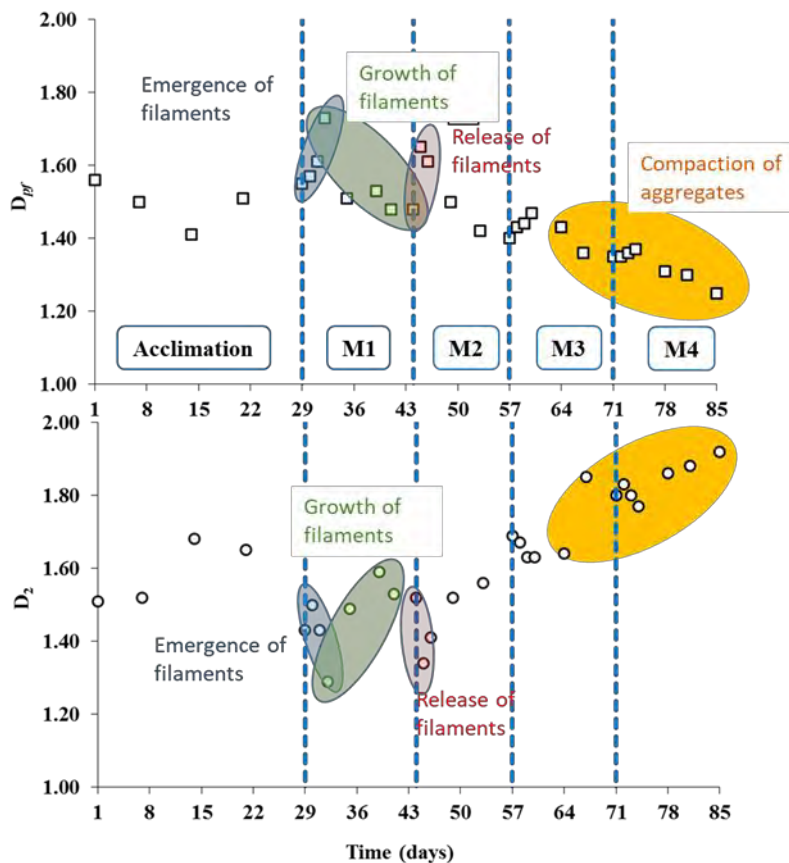 2.00
Emergence of
filaments
Growth of
filaments
1.80
Release of
filaments
1.60
Compaction of
aggregates
D_pf
1.40
1.20
Acclimation M1 M2 M3 M4
1.00
1 8 15 22 29 36 43 50 57 64 71 78 85
2.00
1.80
Growth of
filaments
1.60
D_2
1.40
Emergence of
filaments
Release of
filaments
1.20
1.00
1 8 15 22 29 36 43 50 57 64 71 78 85
Time (days)